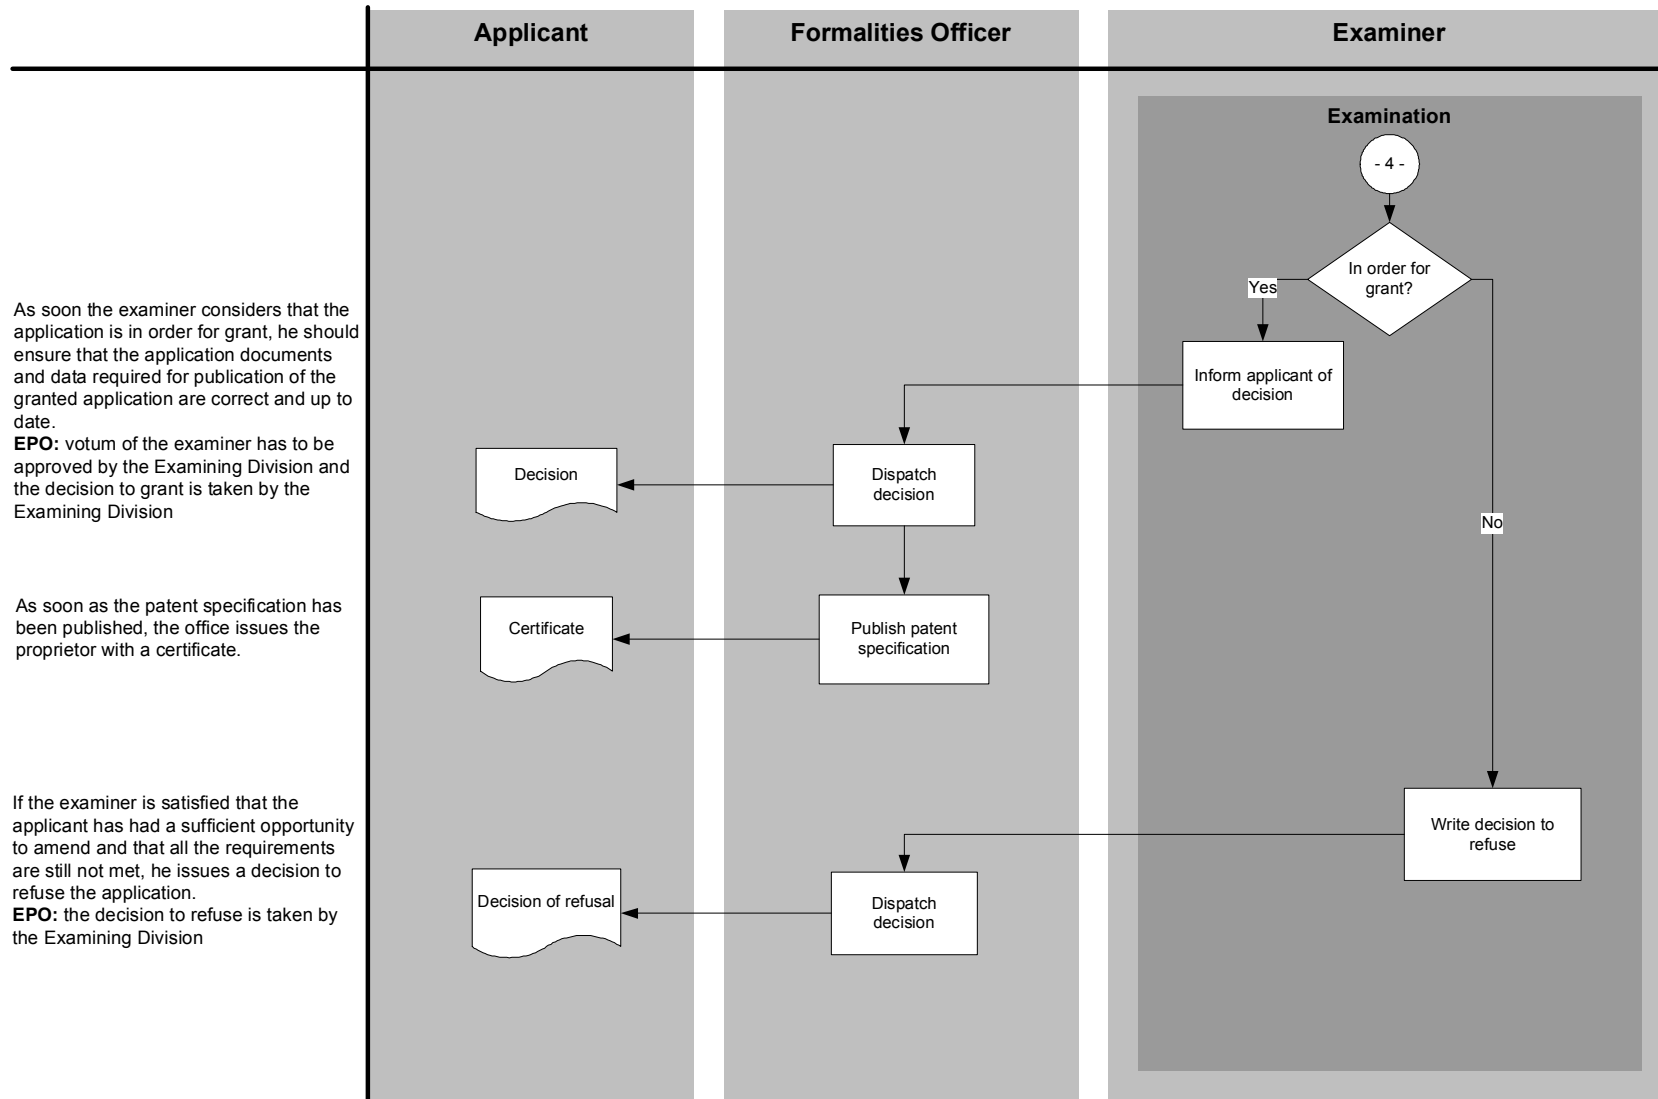 Applicant
Formalities Officer
Examiner
Examination
- 4 -
In order for
grant?
Yes
As soon the examiner considers that the
application is in order for grant, he should
ensure that the application documents
and data required for publication of the
granted application are correct and up to
date.
EPO: votum of the examiner has to be
approved by the Examining Division and
the decision to grant is taken by the
Examining Division
Inform applicant of
decision
Decision
Dispatch
decision
No
As soon as the patent specification has
been published, the office issues the
proprietor with a certificate.
Certificate
Publish patent
specification
If the examiner is satisfied that the
applicant has had a sufficient opportunity
to amend and that all the requirements
are still not met, he issues a decision to
refuse the application.
EPO: the decision to refuse is taken by
the Examining Division
Write decision to
refuse
Decision of refusal
Dispatch
decision